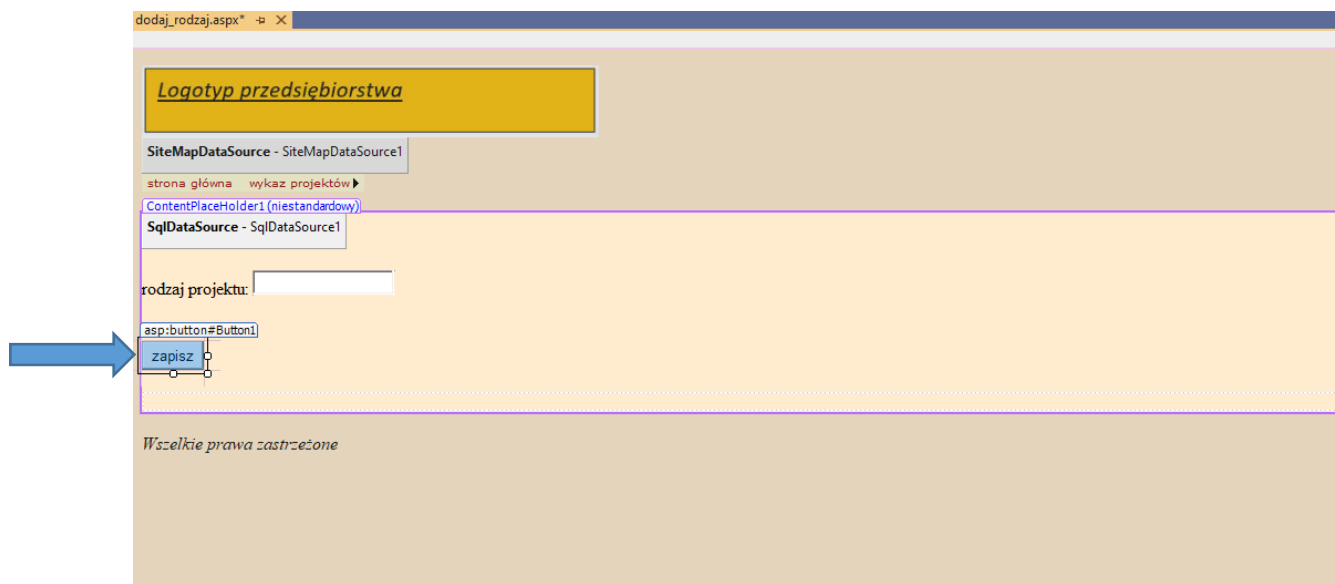 dodaj_rodzaj.aspx*
Logotyp przedsiębiorstwa
SiteMapDataSource - SiteMapDataSource1
strona główna wykaz projektów
ContentPlaceHolder1 (niestandardowy)
SqlDataSource - SqlDataSource1
rodzaj projektu:
asp:button#Button1
zapisz
Wszelkie prawa zastrzeżone